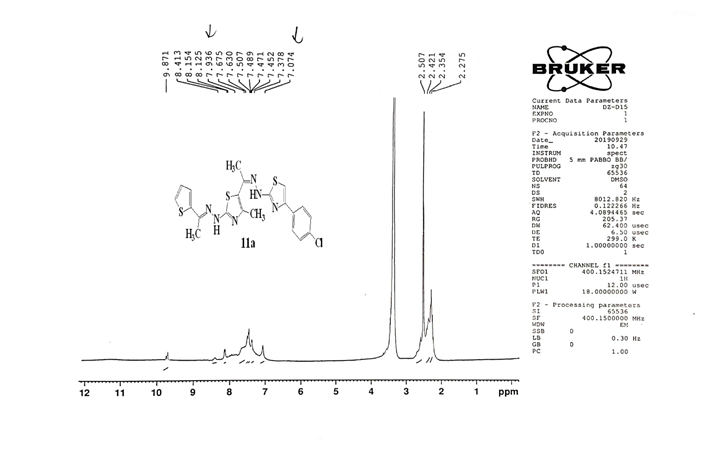 9.871
8.413
8.154
8.125
7.936
7.675
7.630
7.507
7.489
7.471
7.452
7.378
7.074
2.507
2.421
2.354
2.275
BRUKER
Current Data Parameters
NAME DZ-D15
EXPNO 1
PROCNO 1
F2 - Acquisition Parameters
Date_ 20190929
Time 10.47
INSTRUM spect
PROBHD 5 mm PABBO BB/
PULPROG zg30
TD 65536
SOLVENT DMSO
NS 64
DS 2
SWH 8012.820 Hz
FIDRES 0.122266 Hz
AQ 4.0894465 sec
RG 205.37
DW 62.400 usec
DE 6.50 usec
TE 299.0 K
D1 1.00000000 sec
TD0 1
======== CHANNEL f1 ========
SFO1 400.1524711 MHz
NUC1 1H
P1 12.00 usec
PLW1 18.00000000 W
F2 - Processing parameters
SI 65536
SF 400.1500000 MHz
WDW EM
SSB 0
LB 0.30 Hz
GB 0
PC 1.00
H₃C
N
HN
S
N
S
S
N
N
H
N
CH₃
H₃C
Cl
11a
12 11 10 9 8 7 6 5 4 3 2 1 ppm